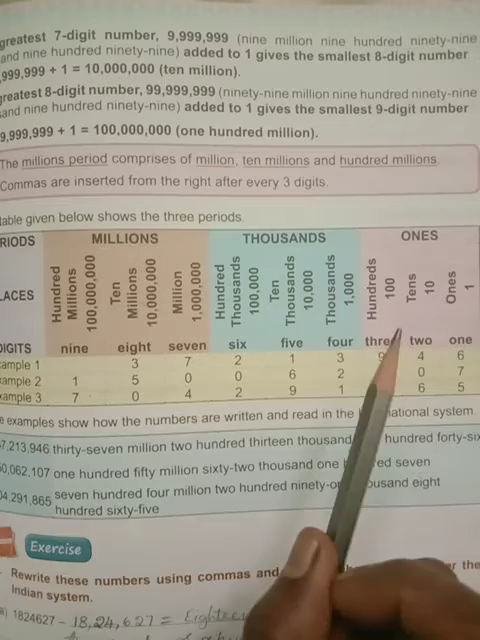 greatest 7-digit number, 9,999,999 (nine million nine hundred ninety-nine
and nine hundred ninety-nine) added to 1 gives the smallest 8-digit number
,999,999 + 1 = 10,000,000 (ten million).
greatest 8-digit number, 99,999,999 (ninety-nine million nine hundred ninety-nine
and nine hundred ninety-nine) added to 1 gives the smallest 9-digit number
9,999,999 + 1 = 100,000,000 (one hundred million).
The millions period comprises of million, ten millions and hundred millions.
Commas are inserted from the right after every 3 digits.
table given below shows the three periods.
RIODS MILLIONS THOUSANDS ONES
LACES Hundred Millions 100,000,000 Ten Millions 10,000,000 Million 1,000,000 Hundred Thousands 100,000 Ten Thousands 10,000 Thousands 1,000 Hundreds 100 Tens 10 Ones 1
DIGITS nine eight seven six five four three two one
ample 1 3 7 2 1 3 9 4 6
ample 2 1 5 0 0 6 2 0 7
ample 3 7 0 4 2 9 1 6 5
examples show how the numbers are written and read in the national system.
7,213,946 thirty-seven million two hundred thirteen thousand hundred forty-six
0,062,107 one hundred fifty million sixty-two thousand one seven
04,291,865 seven hundred four million two hundred ninety-one eight
hundred sixty-five
Exercise
Rewrite these numbers using commas and the
Indian system.
a) 1824627 - 18,24,627 = Eighteen